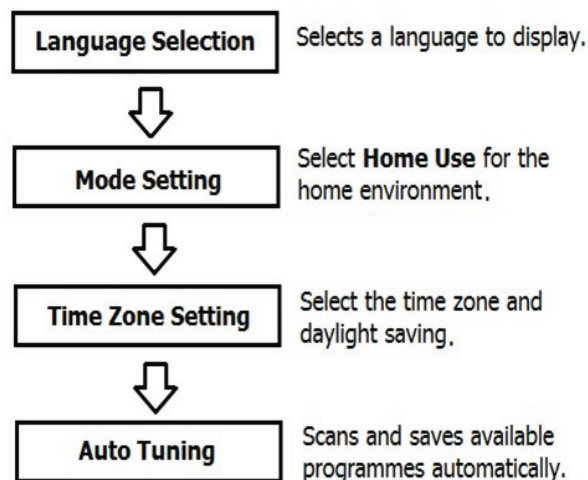 Language Selection
Selects a language to display.
Mode Setting
Select Home Use for the
home environment.
Time Zone Setting
Select the time zone and
daylight saving.
Auto Tuning
Scans and saves available
programmes automatically.